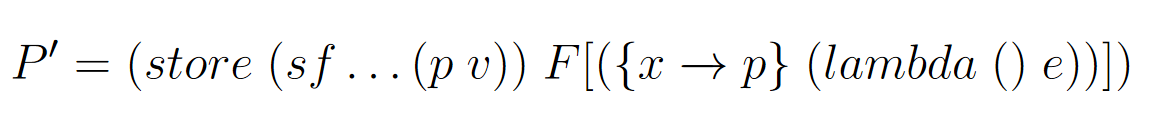 P′ = (store (sf … (p v)) F[({x → p} (lambda () e))])